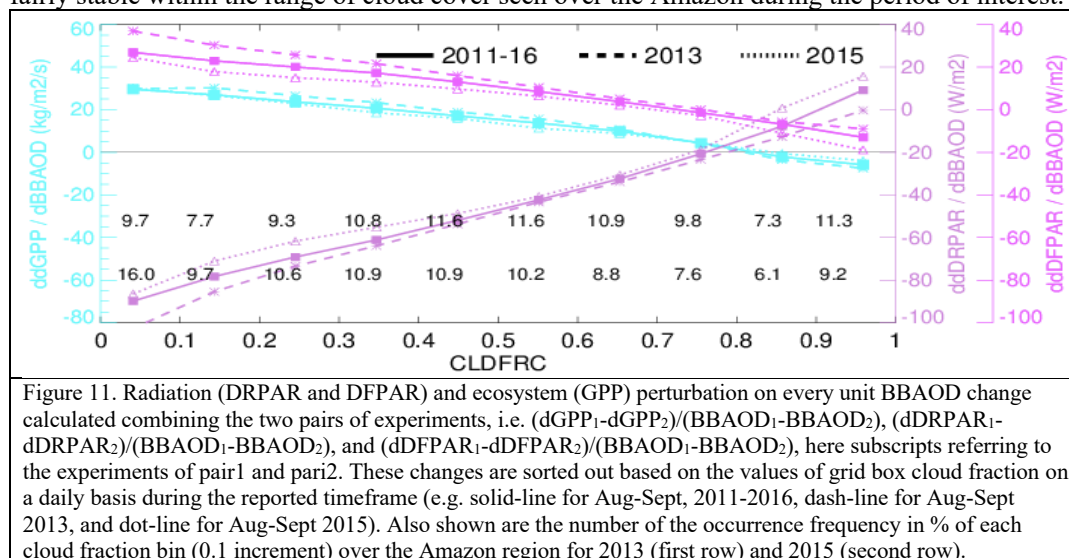 fairly stable within the range of cloud cover seen over the Amazon during the period of interest.
60
40
20
0
-20
-40
-60
-80
ddGPP / dBBAOD (kg/m2/s)
2011-16 2013 2015
9.7 7.7 9.3 10.8 11.6 11.6 10.9 9.8 7.3 11.3
16.0 9.7 10.6 10.9 10.9 10.2 8.8 7.6 6.1 9.2
0 0.1 0.2 0.3 0.4 0.5 0.6 0.7 0.8 0.9 1
CLDFRC
40
20
0
-20
-40
-60
-80
-100
ddDRPAR / dBBAOD (W/m2)
40
20
0
-20
-40
-60
-80
-100
ddDFPAR / dBBAOD (W/m2)
Figure 11. Radiation (DRPAR and DFPAR) and ecosystem (GPP) perturbation on every unit BBAOD change
calculated combining the two pairs of experiments, i.e. (dGPP₁-dGPP₂)/(BBAOD₁-BBAOD₂), (dDRPAR₁-
dDRPAR₂)/(BBAOD₁-BBAOD₂), and (dDFPAR₁-dDFPAR₂)/(BBAOD₁-BBAOD₂), here subscripts referring to
the experiments of pair1 and pari2. These changes are sorted out based on the values of grid box cloud fraction on
a daily basis during the reported timeframe (e.g. solid-line for Aug-Sept, 2011-2016, dash-line for Aug-Sept
2013, and dot-line for Aug-Sept 2015). Also shown are the number of the occurrence frequency in % of each
cloud fraction bin (0.1 increment) over the Amazon region for 2013 (first row) and 2015 (second row).